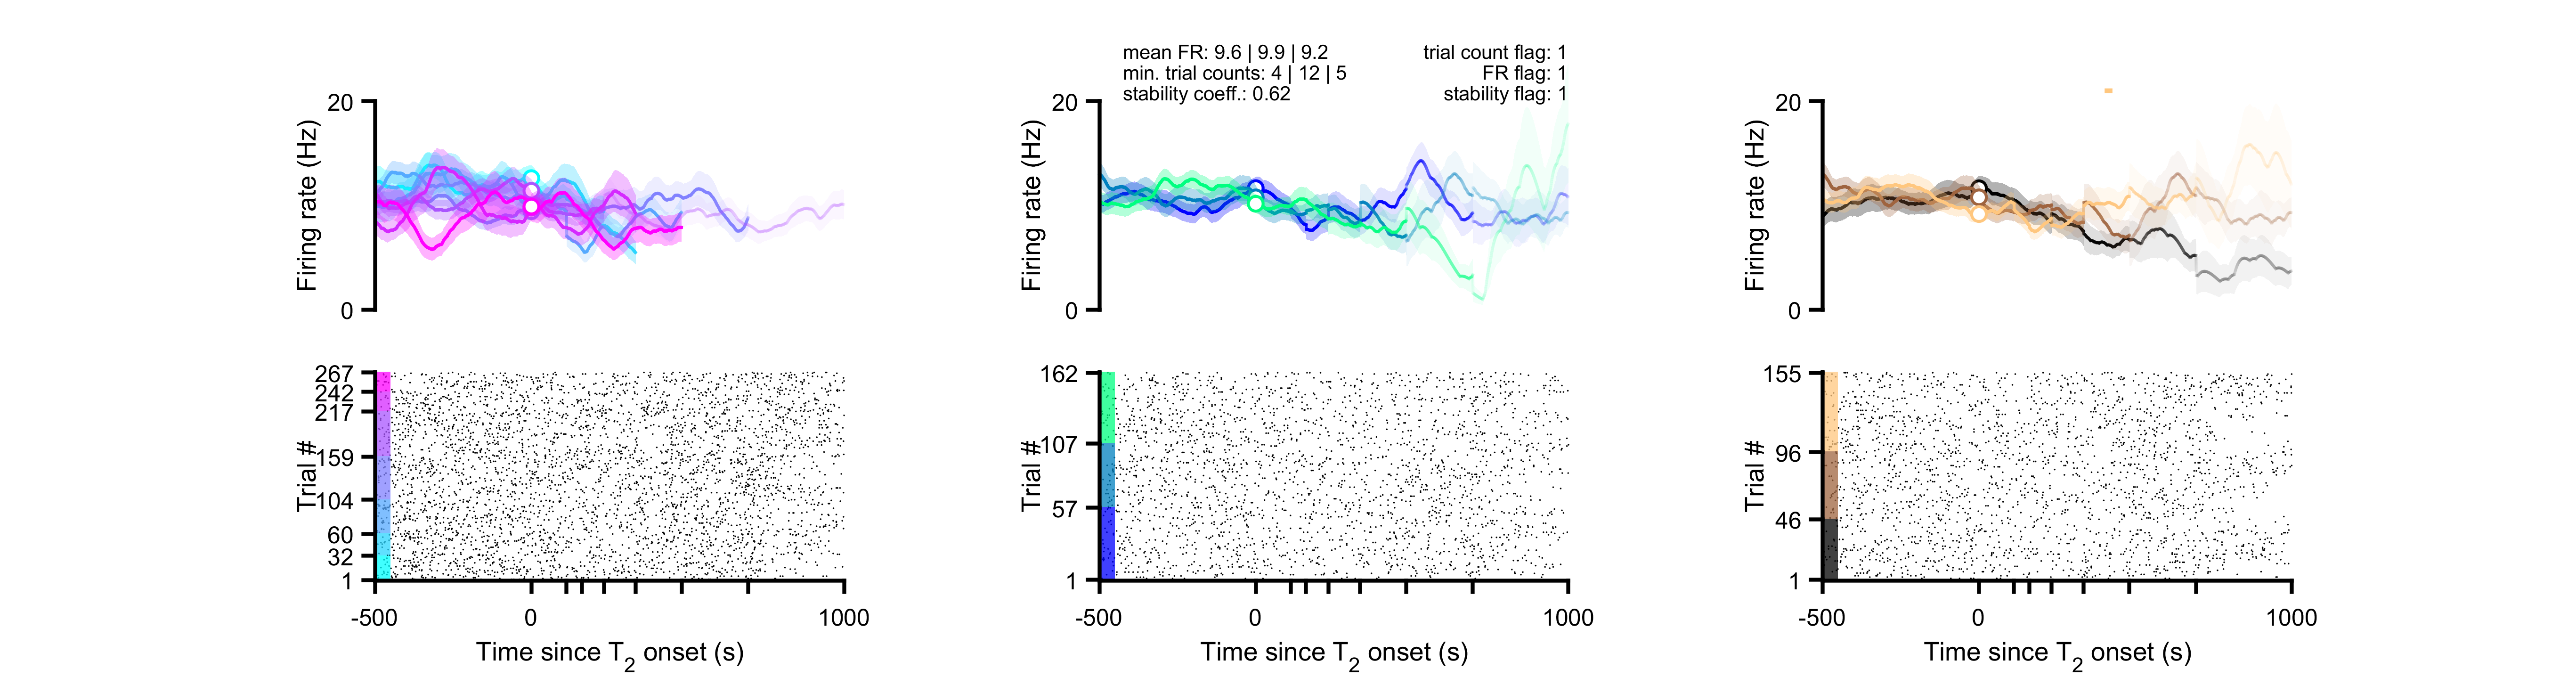 mean FR: 9.6 | 9.9 | 9.2
min. trial counts: 4 | 12 | 5
stability coeff.: 0.62
trial count flag: 1
FR flag: 1
stability flag: 1
20
Firing rate (Hz)
0
20
Firing rate (Hz)
0
20
Firing rate (Hz)
0
267
242
217
159
104
60
32
1
Trial #
-500
0
1000
Time since T2 onset (s)
162
107
57
1
Trial #
-500
0
1000
Time since T2 onset (s)
155
96
46
1
Trial #
-500
0
1000
Time since T2 onset (s)